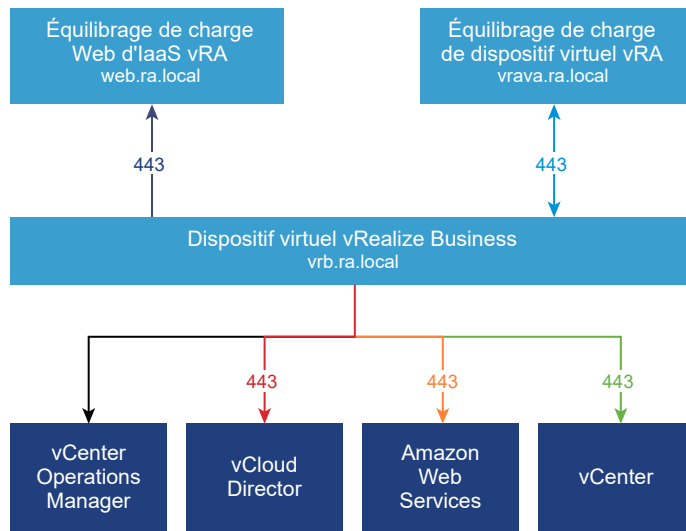 Équilibrage de charge
Web d'IaaS vRA
web.ra.local
Équilibrage de charge
de dispositif virtuel vRA
vrava.ra.local
443
443
Dispositif virtuel vRealize Business
vrb.ra.local
443
443
443
vCenter
Operations
Manager
vCloud
Director
Amazon
Web
Services
vCenter